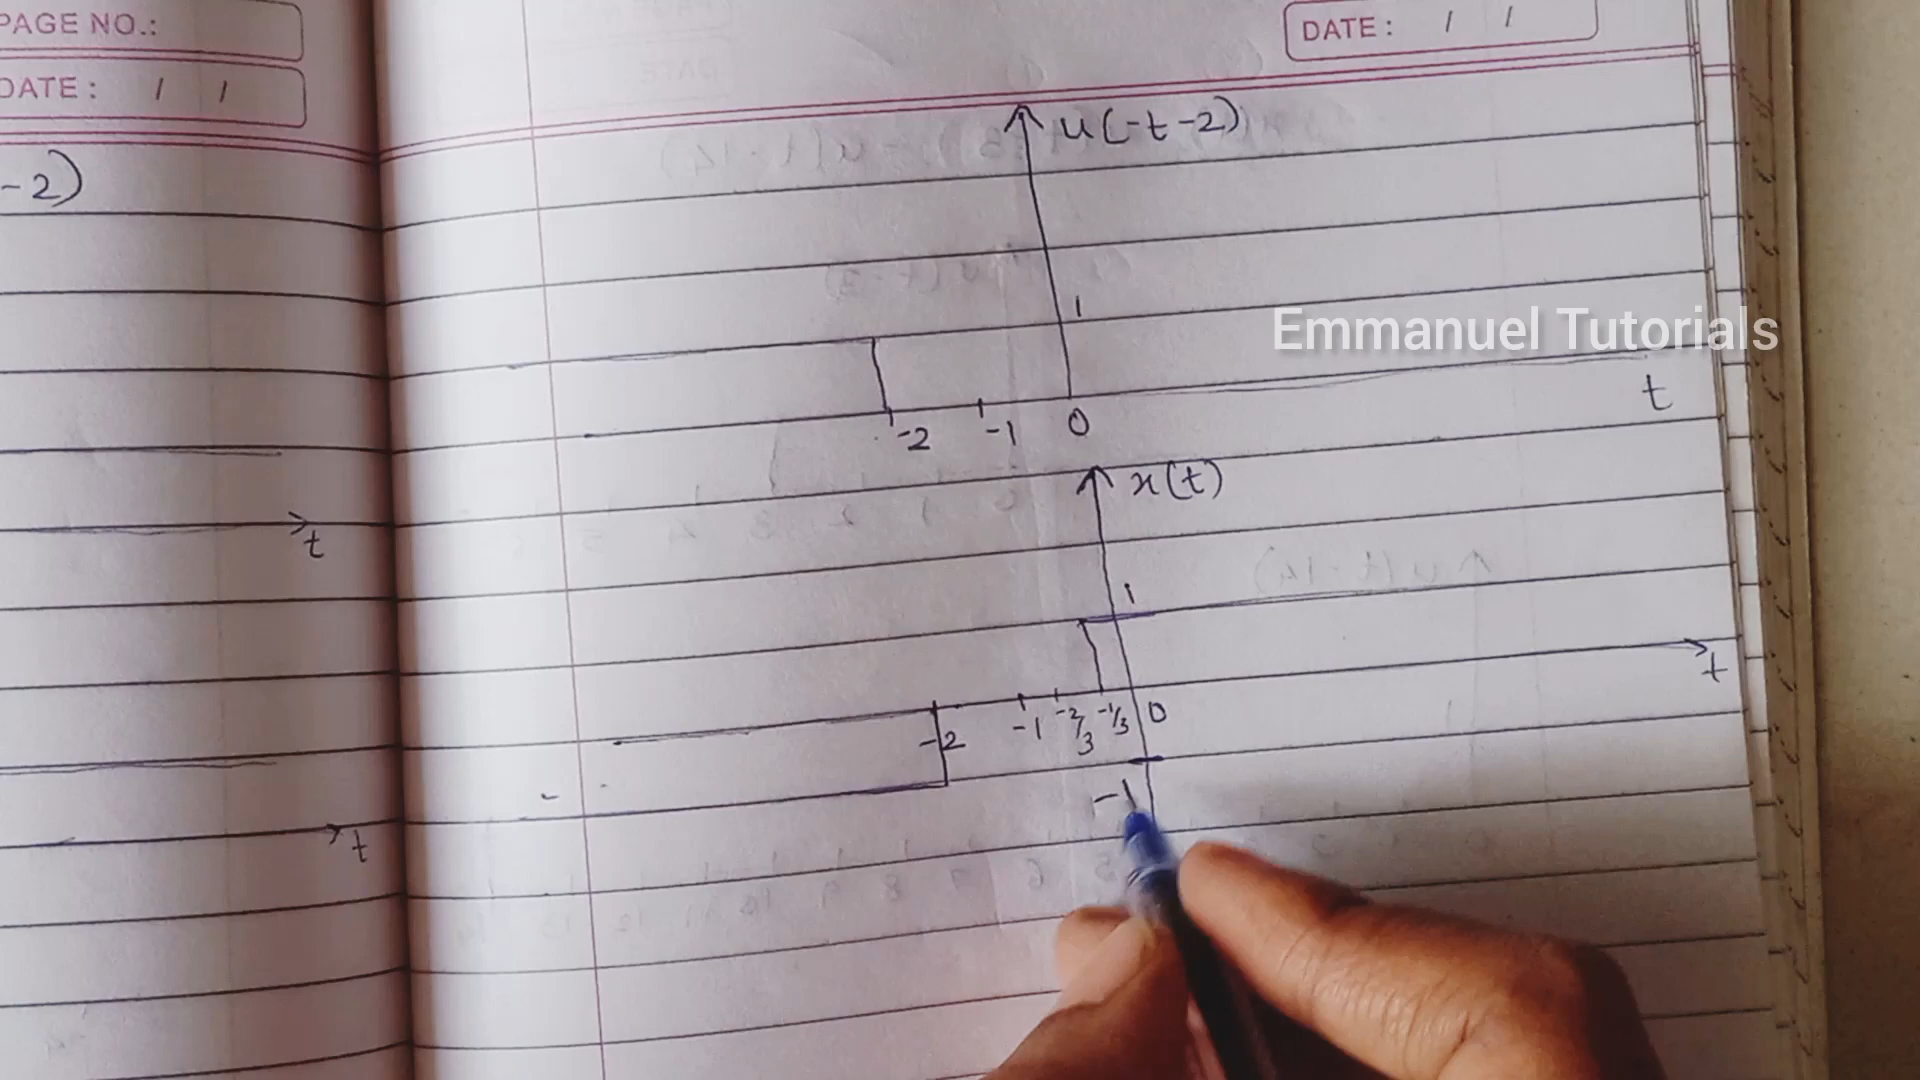 PAGE NO.:
DATE : / /
DATE : / /
-2)
t
t
u(-t-2)
1
Emmanuel Tutorials
t
-2 -1 0
x(t)
1
t
-2 -1 -2/3 -1/3 0
-1